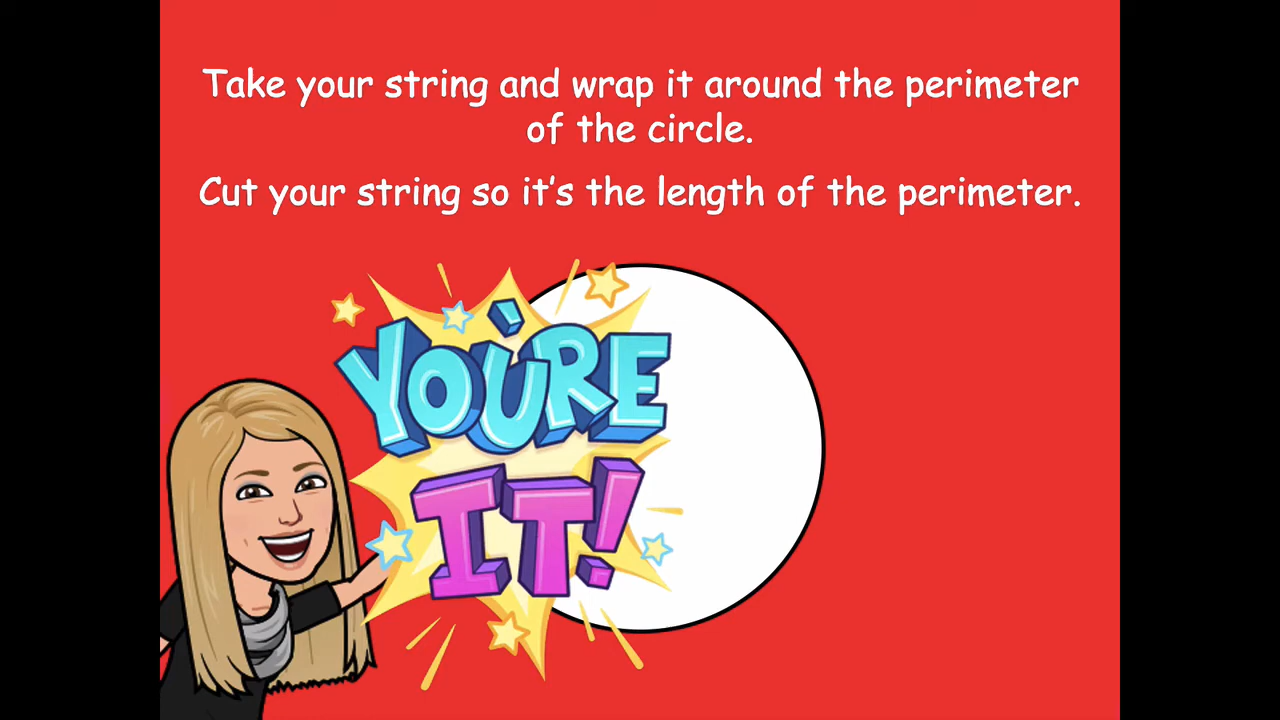 Take your string and wrap it around the perimeter
of the circle.
Cut your string so it's the length of the perimeter.
YOU'RE
IT!